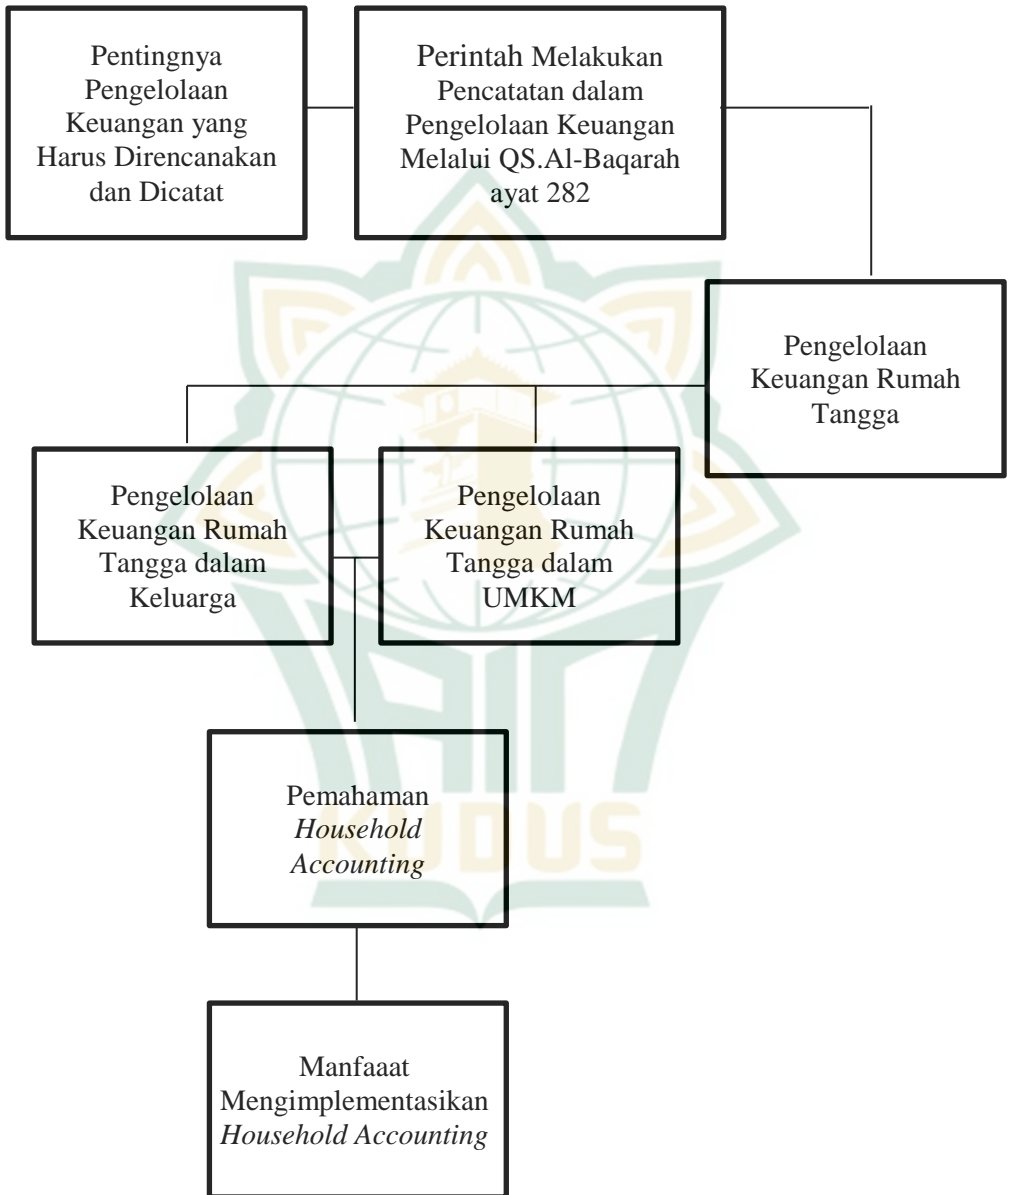 Pentingnya
Pengelolaan
Keuangan yang
Harus Direncanakan
dan Dicatat
Perintah Melakukan
Pencatatan dalam
Pengelolaan Keuangan
Melalui QS.Al-Baqarah
ayat 282
Pengelolaan
Keuangan Rumah
Tangga
Pengelolaan
Keuangan Rumah
Tangga dalam
Keluarga
Pengelolaan
Keuangan Rumah
Tangga dalam
UMKM
Pemahaman
Household
Accounting
Manfaaat
Mengimplementasikan
Household Accounting
IAIN
KUDUS